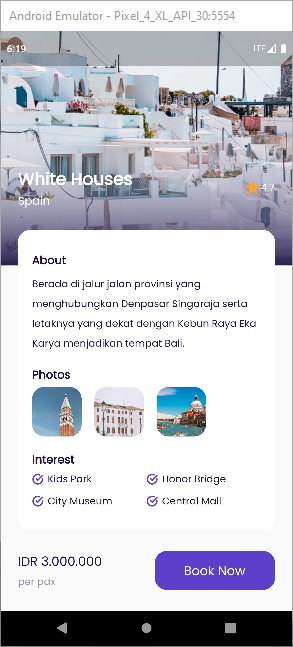 Android Emulator - Pixel_4_XL_API_30:5554
6:19 LTE
White Houses
4.7
Spain
About
Berada di jalur jalan provinsi yang
menghubungkan Denpasar Singaraja serta
letaknya yang dekat dengan Kebun Raya Eka
Karya menjadikan tempat Bali.
Photos
Interest
Kids Park Honor Bridge
City Museum Central Mall
IDR 3.000.000
per pax
Book Now